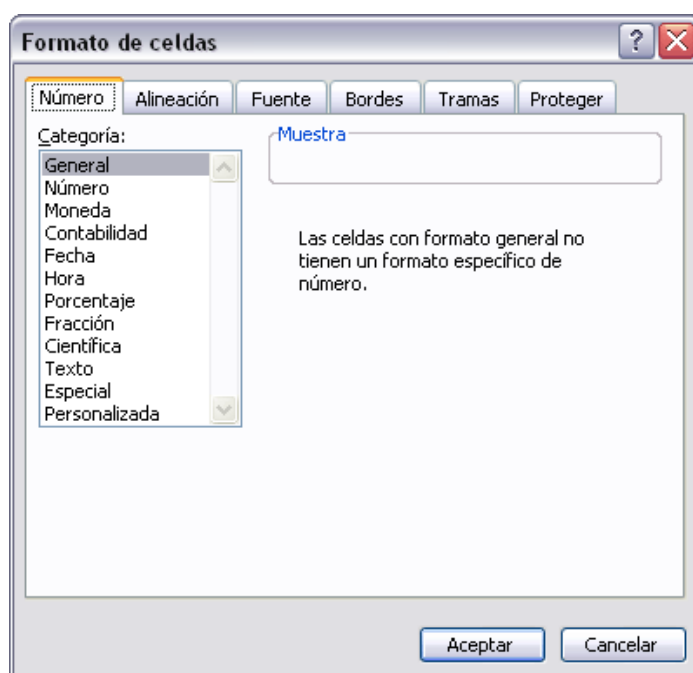 Formato de celdas
Número Alineación Fuente Bordes Tramas Proteger
Categoría:
General
Número
Moneda
Contabilidad
Fecha
Hora
Porcentaje
Fracción
Científica
Texto
Especial
Personalizada
Muestra
Las celdas con formato general no
tienen un formato específico de
número.
Aceptar Cancelar